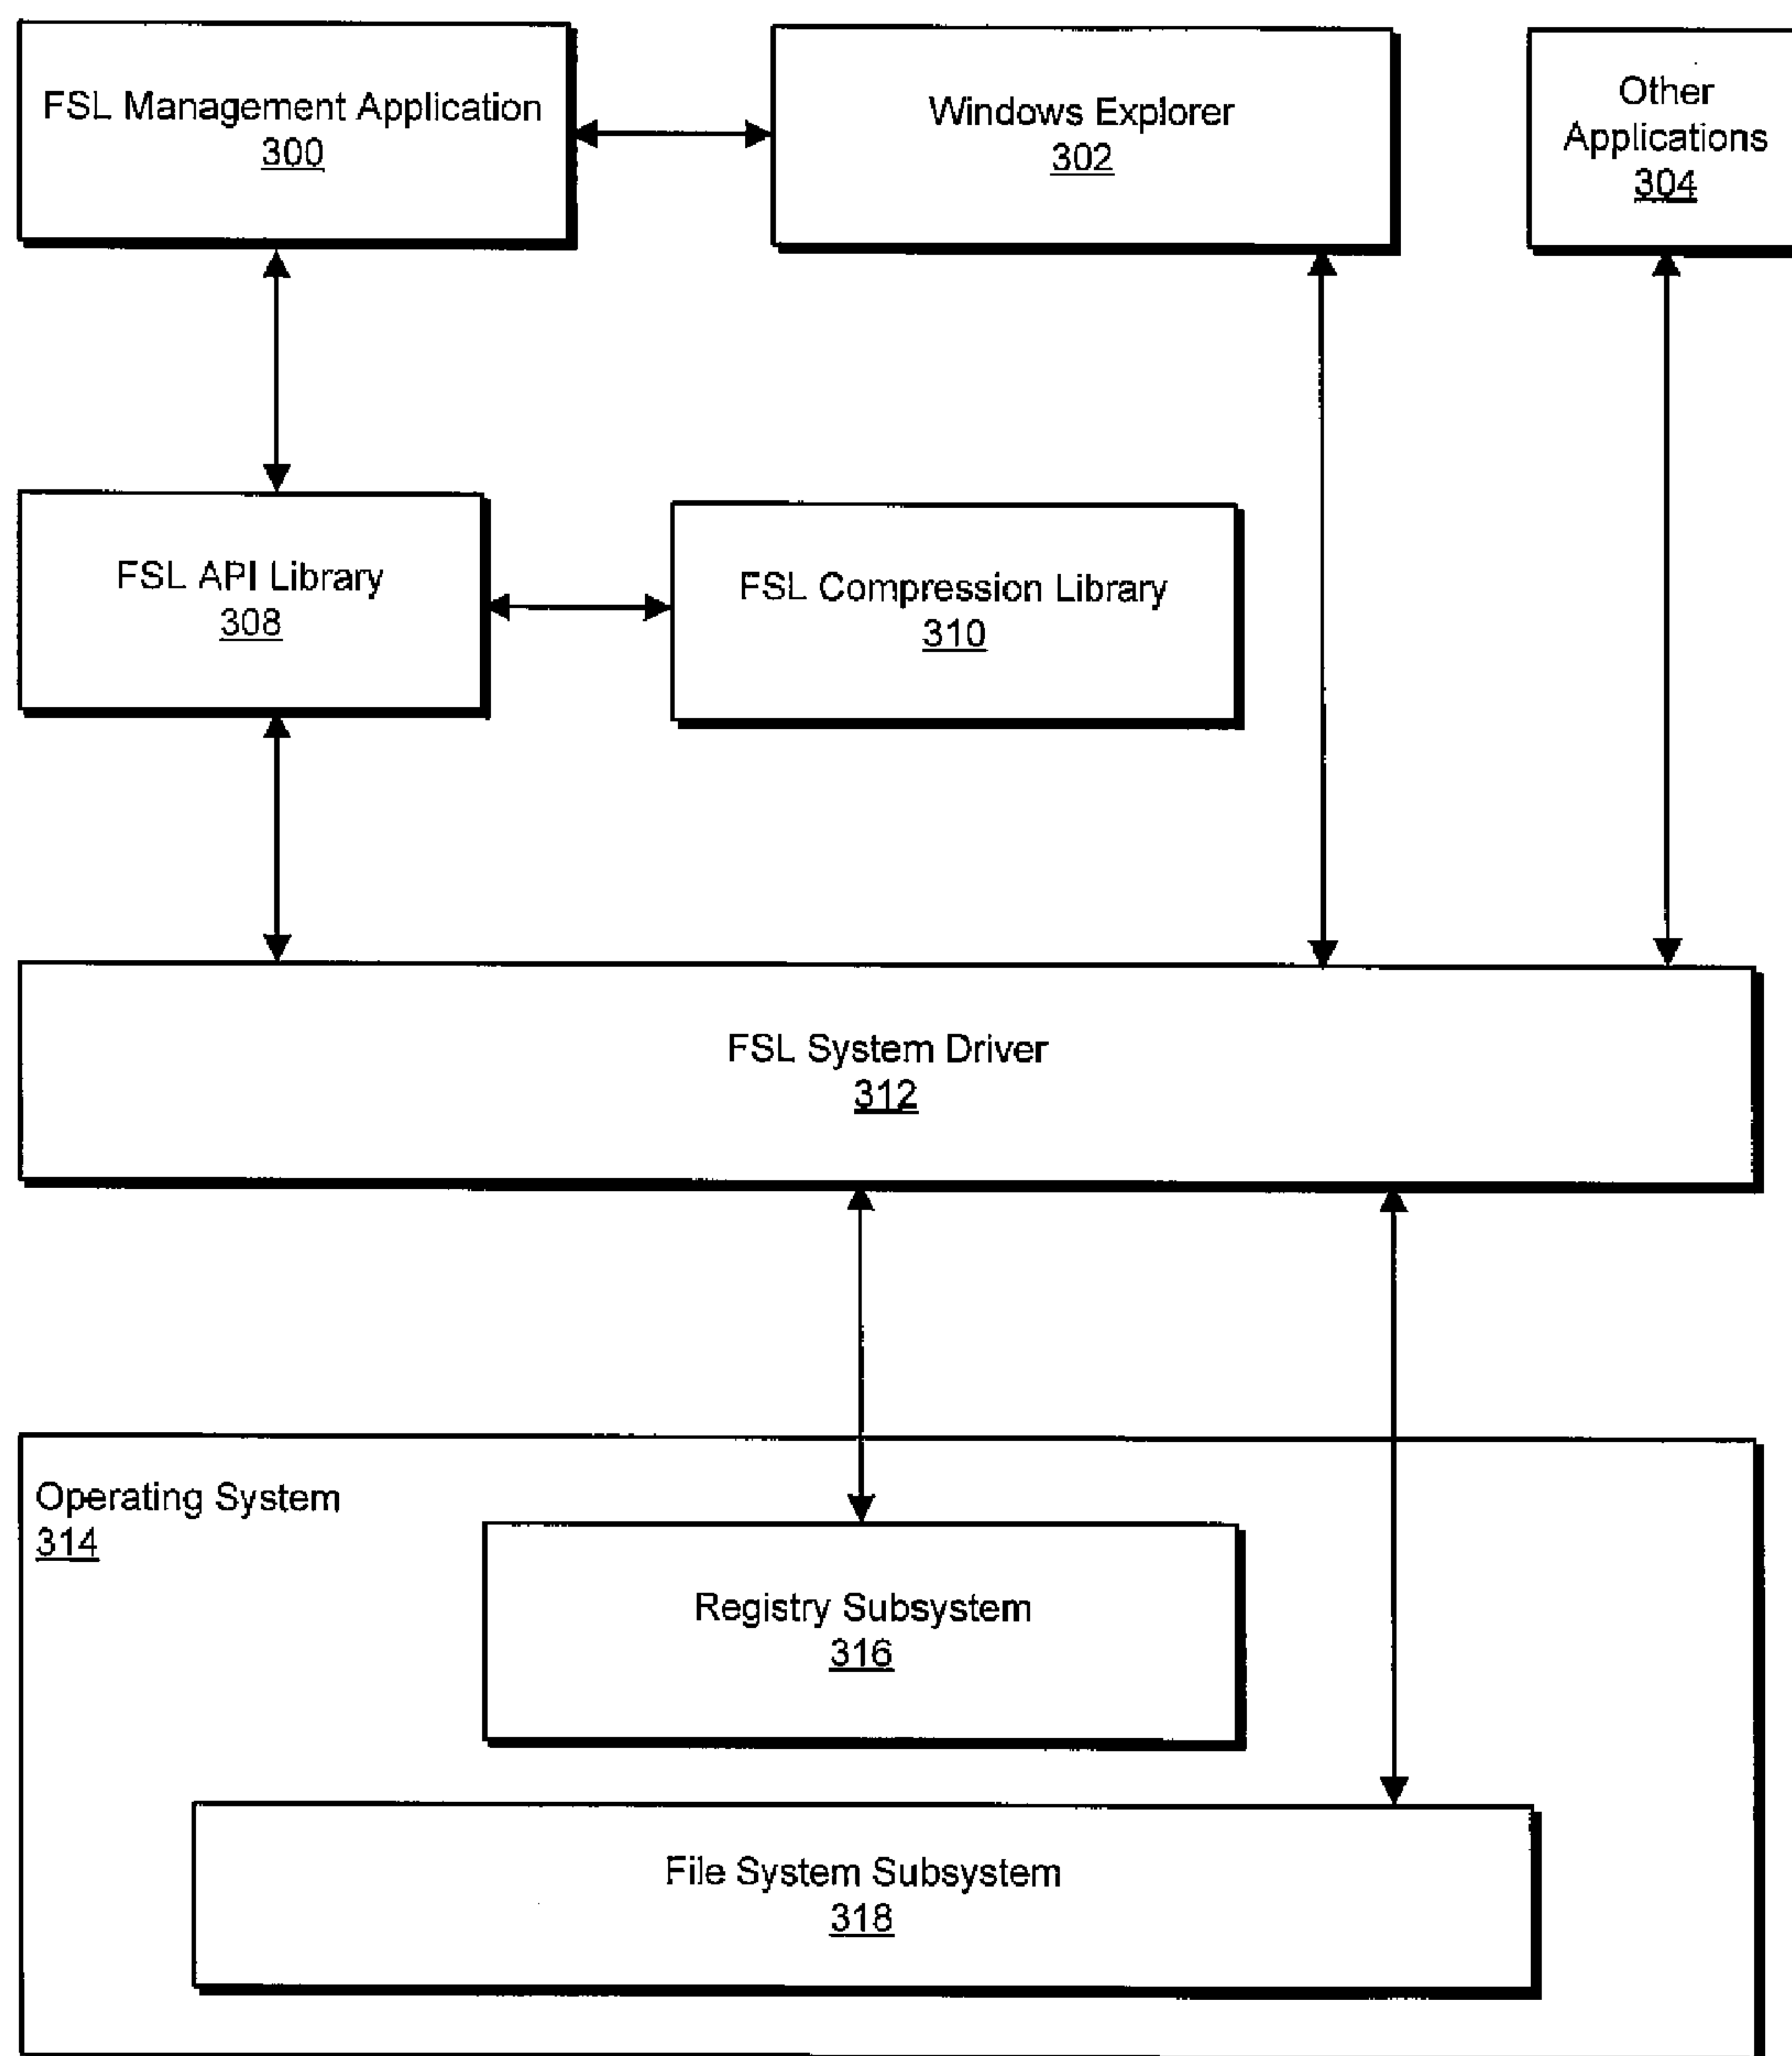 FSL Management Application
300
Windows Explorer
302
Other
Applications
304
FSL API Library
308
FSL Compression Library
310
FSL System Driver
312
Operating System
314
Registry Subsystem
316
File System Subsystem
318